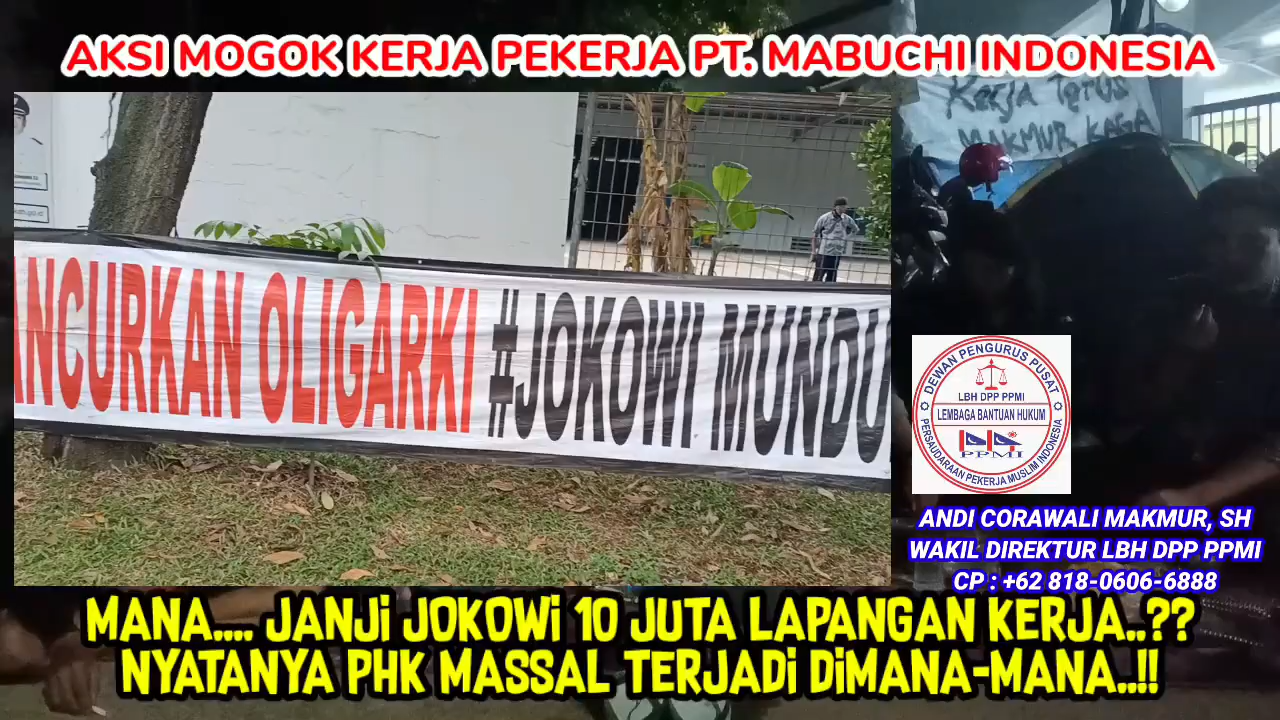 AKSI MOGOK KERJA PEKERJA PT. MABUCHI INDONESIA
Kerja Terus
MAKMUR KAGA
ANCURKAN OLIGARKI #JOKOWI MUNDU
DEWAN PENGURUS PUSAT
LBH DPP PPMI
LEMBAGA BANTUAN HUKUM
PPMI
PERSAUDARAAN PEKERJA MUSLIM INDONESIA
ANDI CORAWALI MAKMUR, SH
WAKIL DIREKTUR LBH DPP PPMI
CP : +62 818-0606-6888
MANA.... JANJi JOKOWi 10 JUTA LAPANGAN KERJA..??
NYATANYA PHK MASSAL TERJADi DiMANA-MANA..!!